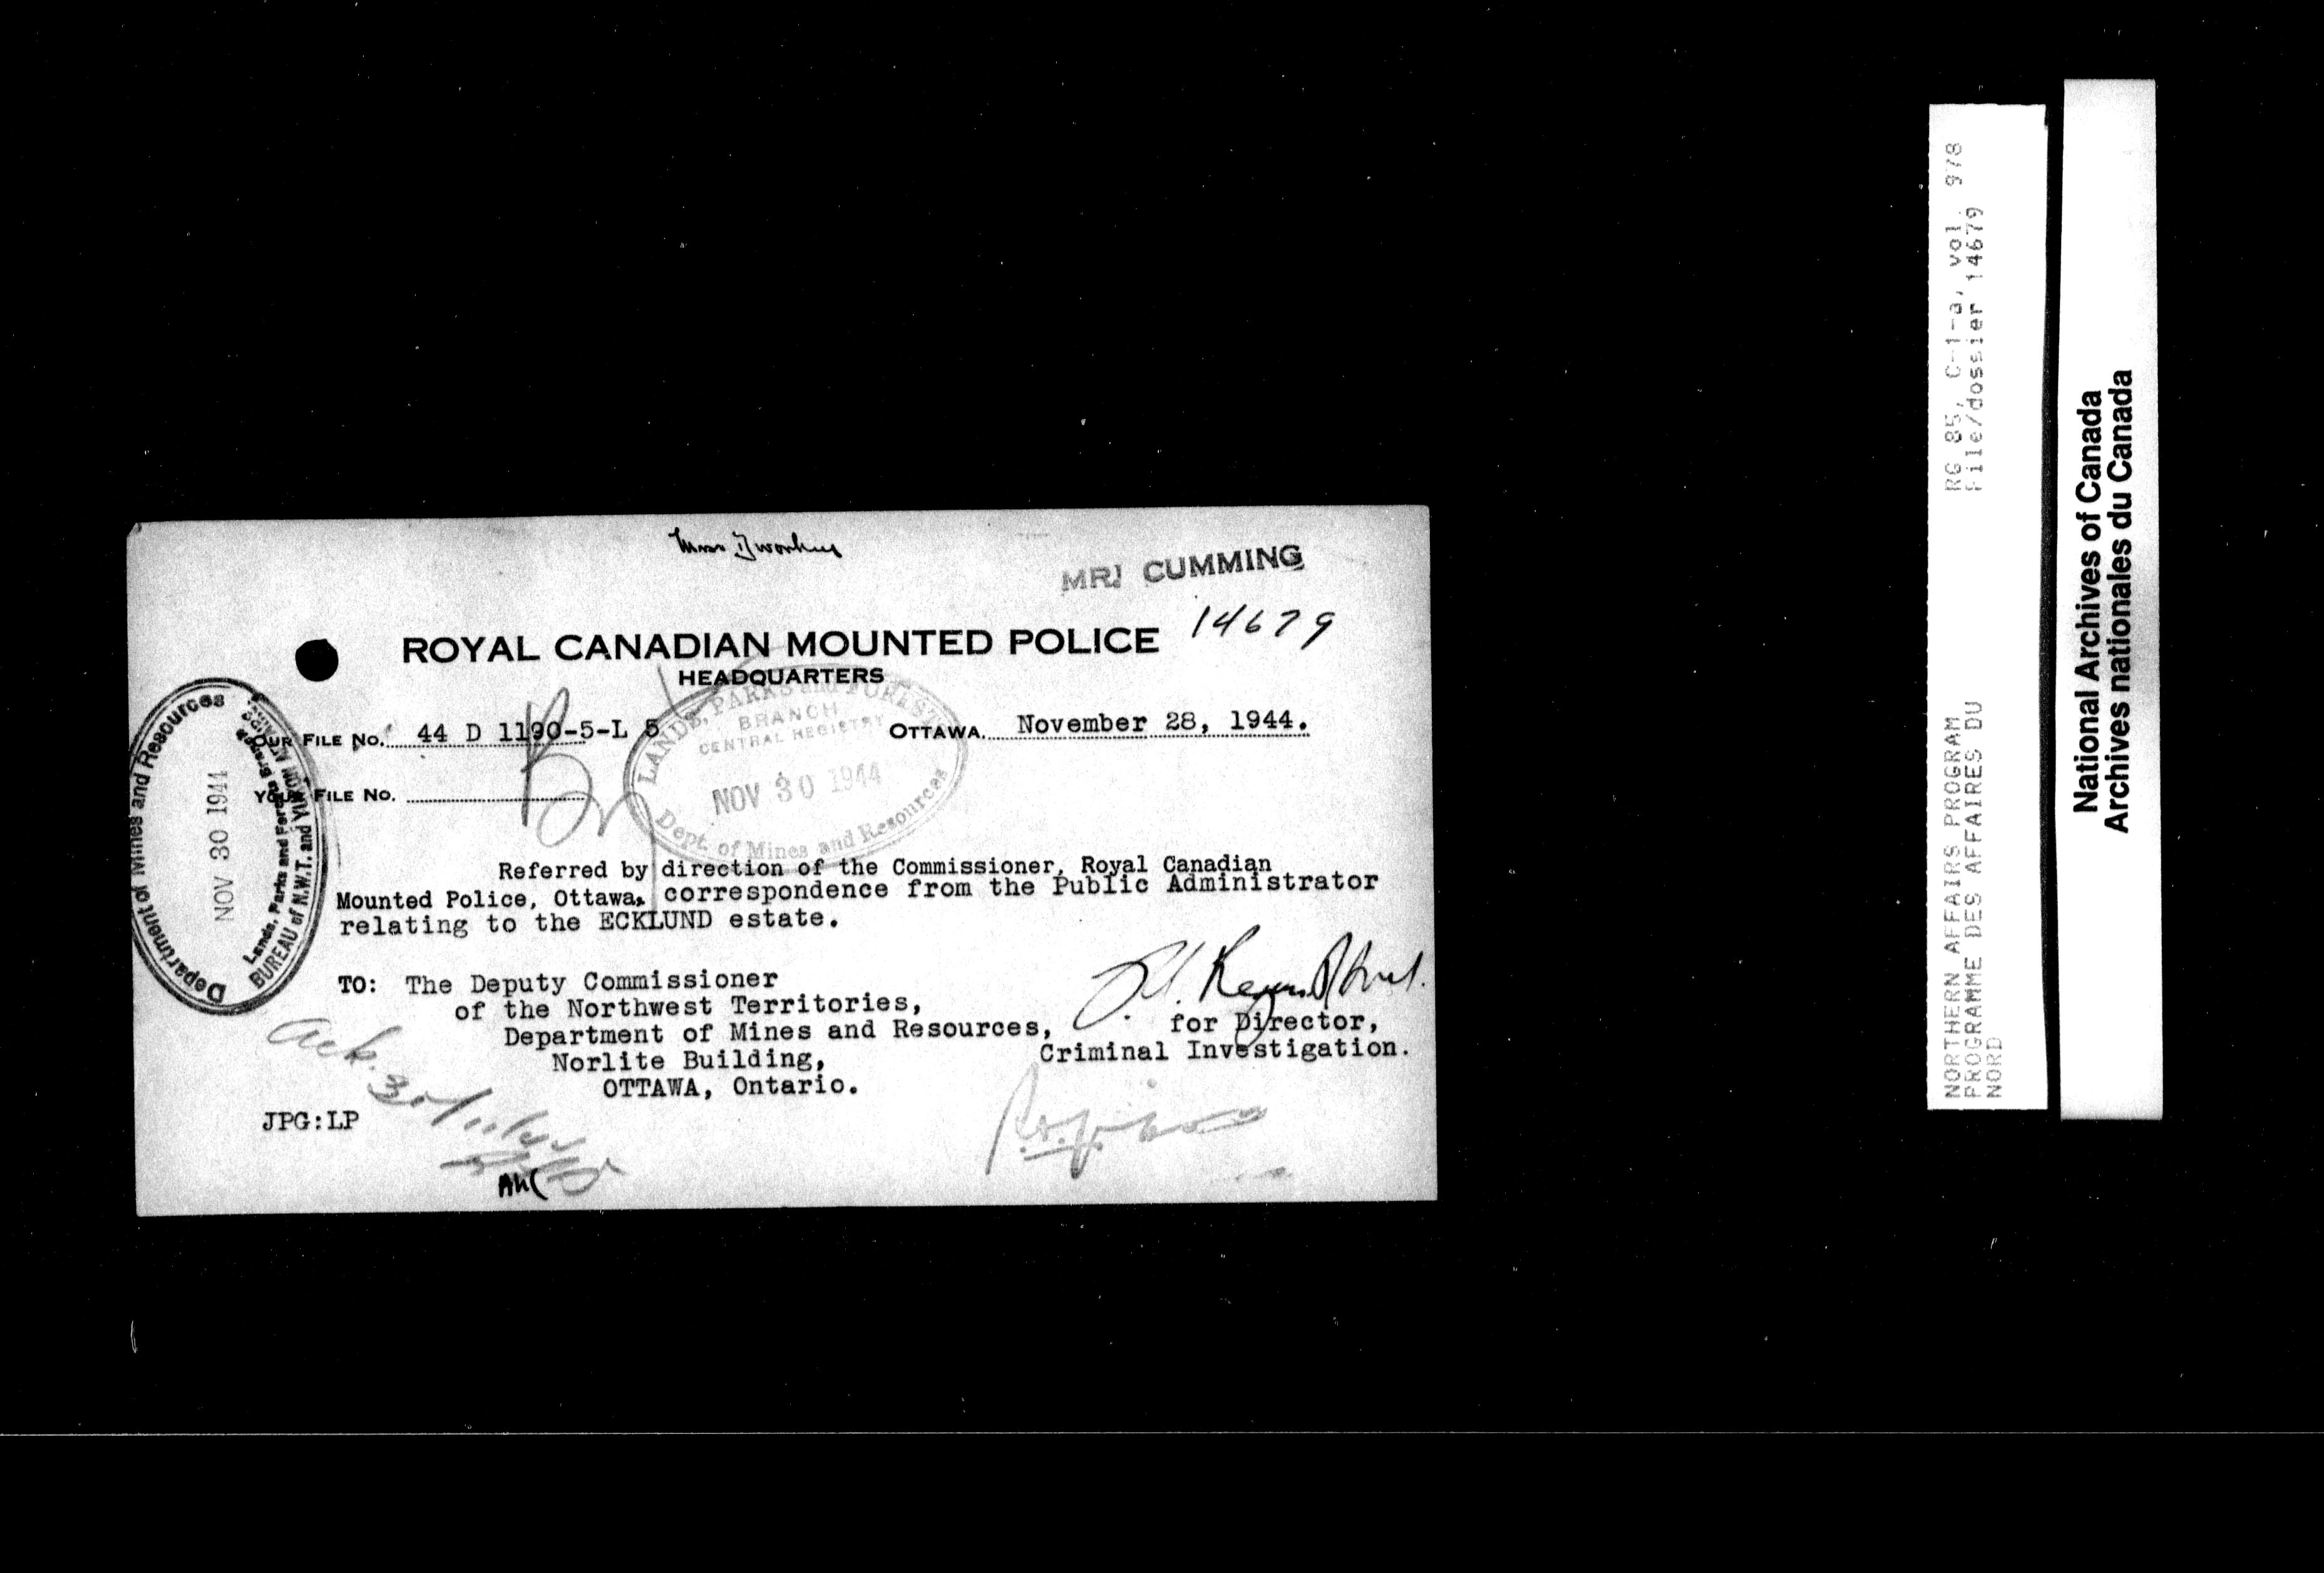 MR. CUMMING
14679
ROYAL CANADIAN MOUNTED POLICE
HEADQUARTERS
OUR FILE No. 44 D 1190-5-L 5
OTTAWA. November 28, 1944.
YOUR FILE No.
LANDS, PARKS and FORESTS
BRANCH
CENTRAL REGISTRY
NOV 30 1944
Dept. of Mines and Resources
Department of Mines and Resources
NOV 30 1944
Lands, Parks and Forests Branch
BUREAU of N.W.T. and YUKON AFFAIRS
Referred by direction of the Commissioner, Royal Canadian
Mounted Police, Ottawa, correspondence from the Public Administrator
relating to the ECKLUND estate.
TO: The Deputy Commissioner
of the Northwest Territories,
Department of Mines and Resources,
Norlite Building,
OTTAWA, Ontario.
for Director,
Criminal Investigation.
Ack. 30/11/44
JPG:LP
RG 85, C-1-a, vol. 978
File/dossier 14679
NORTHERN AFFAIRS PROGRAM
PROGRAMME DES AFFAIRES DU
NORD
National Archives of Canada
Archives nationales du Canada